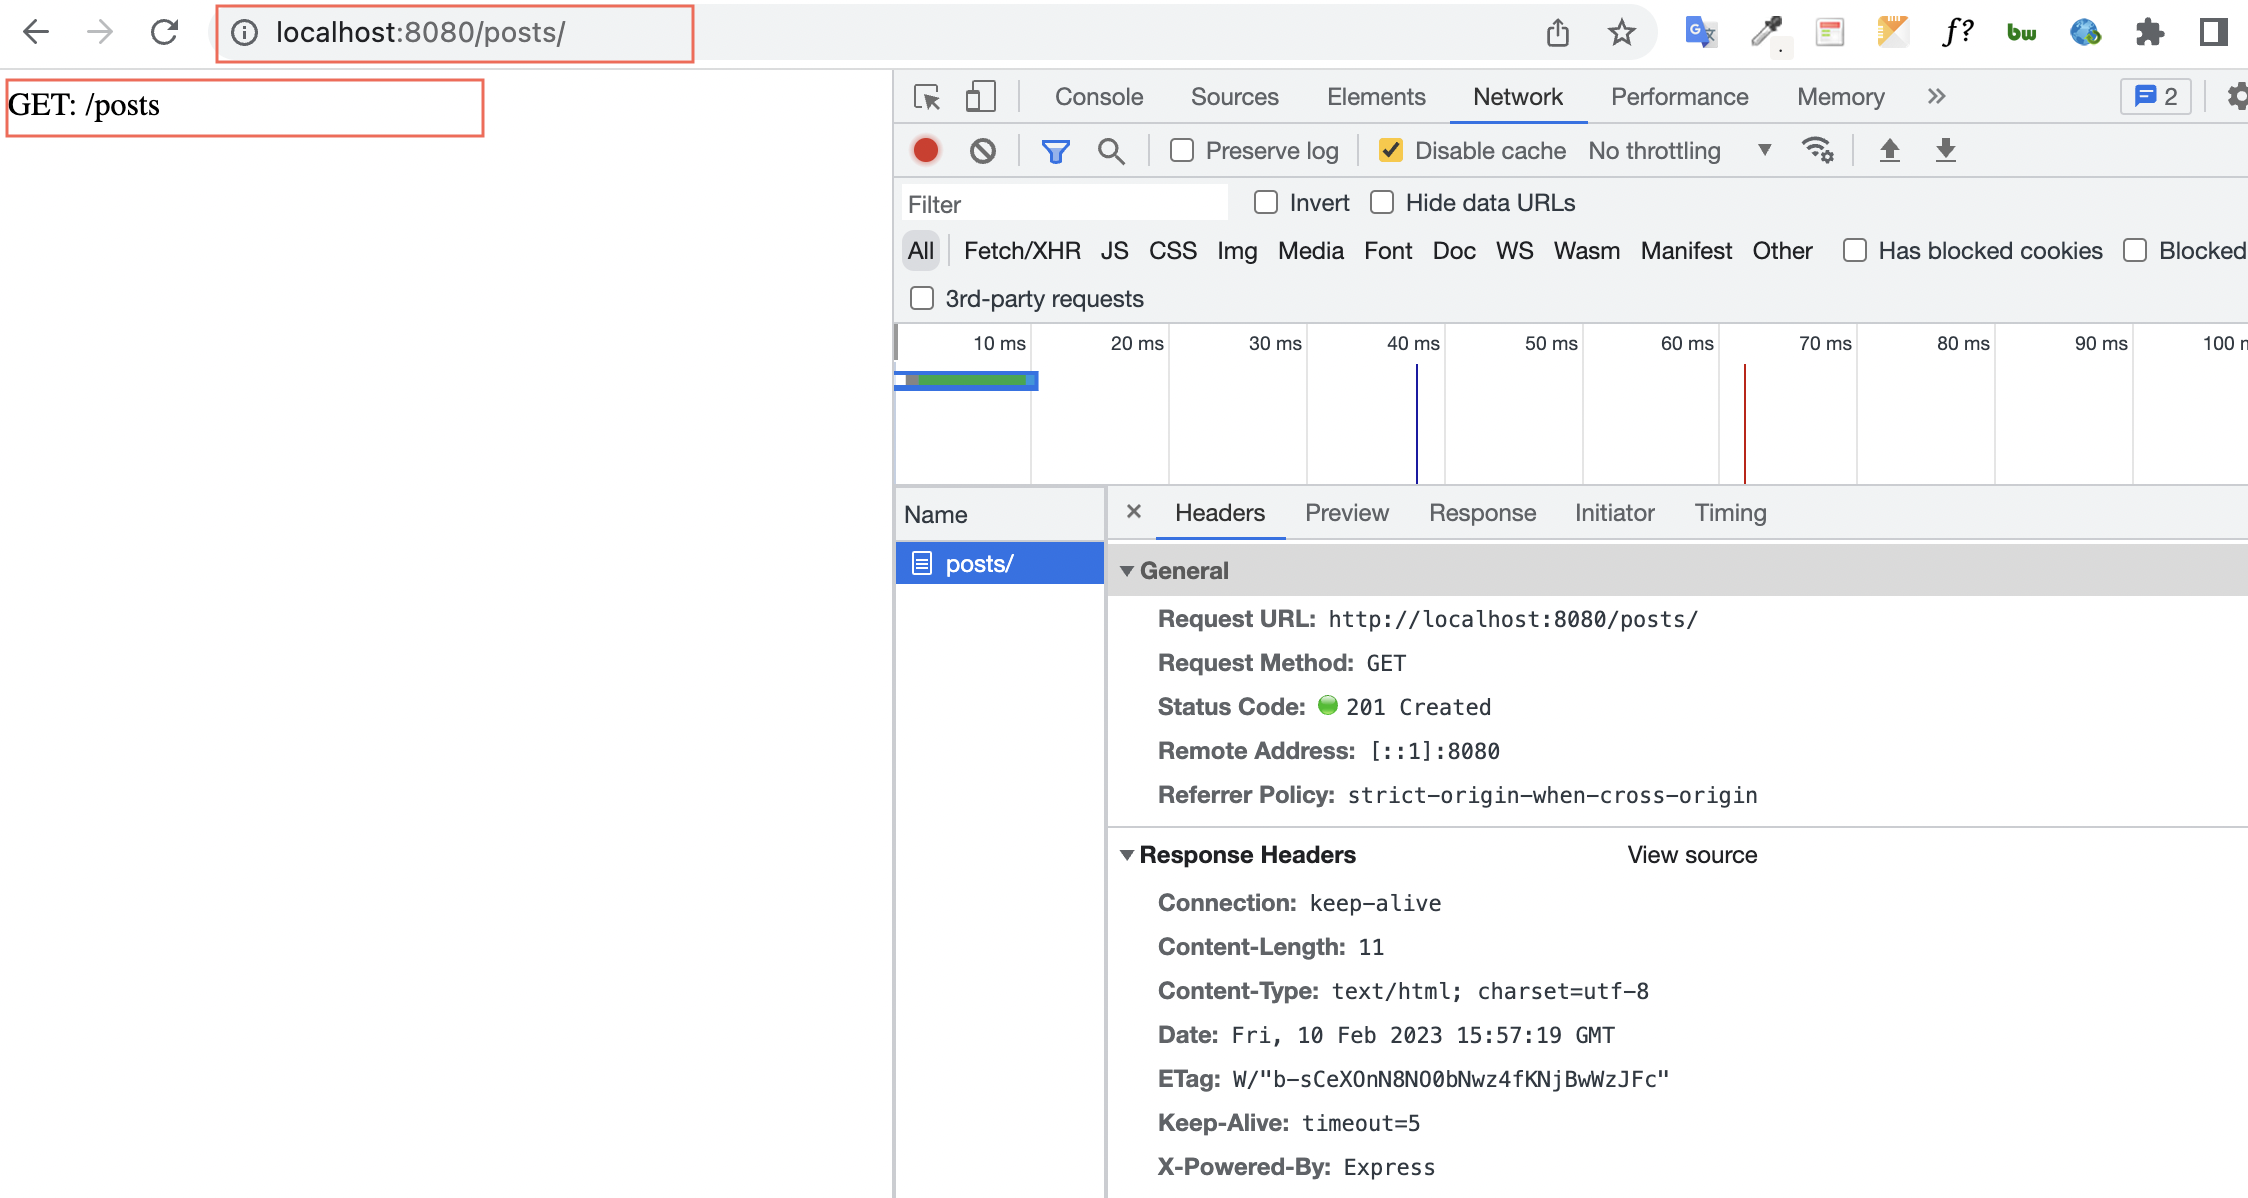 localhost:8080/posts/
f?
bw
GET: /posts
Console Sources Elements Network Performance Memory 2
Preserve log Disable cache No throttling
Filter Invert Hide data URLs
All Fetch/XHR JS CSS Img Media Font Doc WS Wasm Manifest Other Has blocked cookies Blocked
3rd-party requests
10 ms 20 ms 30 ms 40 ms 50 ms 60 ms 70 ms 80 ms 90 ms 100 m
Name
posts/
× Headers Preview Response Initiator Timing
General
Request URL: http://localhost:8080/posts/
Request Method: GET
Status Code: 201 Created
Remote Address: [::1]:8080
Referrer Policy: strict-origin-when-cross-origin
Response Headers View source
Connection: keep-alive
Content-Length: 11
Content-Type: text/html; charset=utf-8
Date: Fri, 10 Feb 2023 15:57:19 GMT
ETag: W/"b-sCeXOnN8NO0bNwz4fKNjBwWzJFc"
Keep-Alive: timeout=5
X-Powered-By: Express